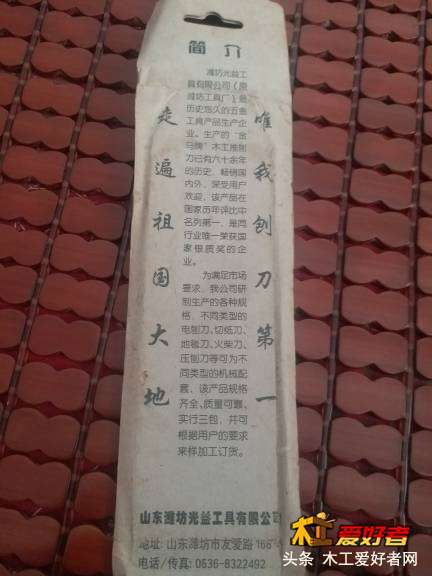 简介
走遍祖国大地
唯我刨刀第一
潍坊光益工
具有限公司(原
潍坊工具厂)是
历史悠久的五金
工具产品生产企
业。生产的“金
马牌”木工推刨
刀已有六十余年
的历史，畅销国
内外，深受用户
欢迎，该产品在
国家历年评比中
名列第一，是同
行业唯一荣获国
家银质奖的企
业。
为满足市场
要求，我公司研
制生产的各种规
格，不同类型的
电刨刀、切纸刀、
地毯刀、火柴刀、
压刨刀等可为不
同类型的机械配
套，该产品规格
齐全、质量可靠，
实行三包，并可
根据用户的要求
来样加工订货。
山东潍坊光益工具有限公司
地址: 山东潍坊市友爱路166
电话/传真: 0536-8322492
木工爱好者
头条 木工爱好者网